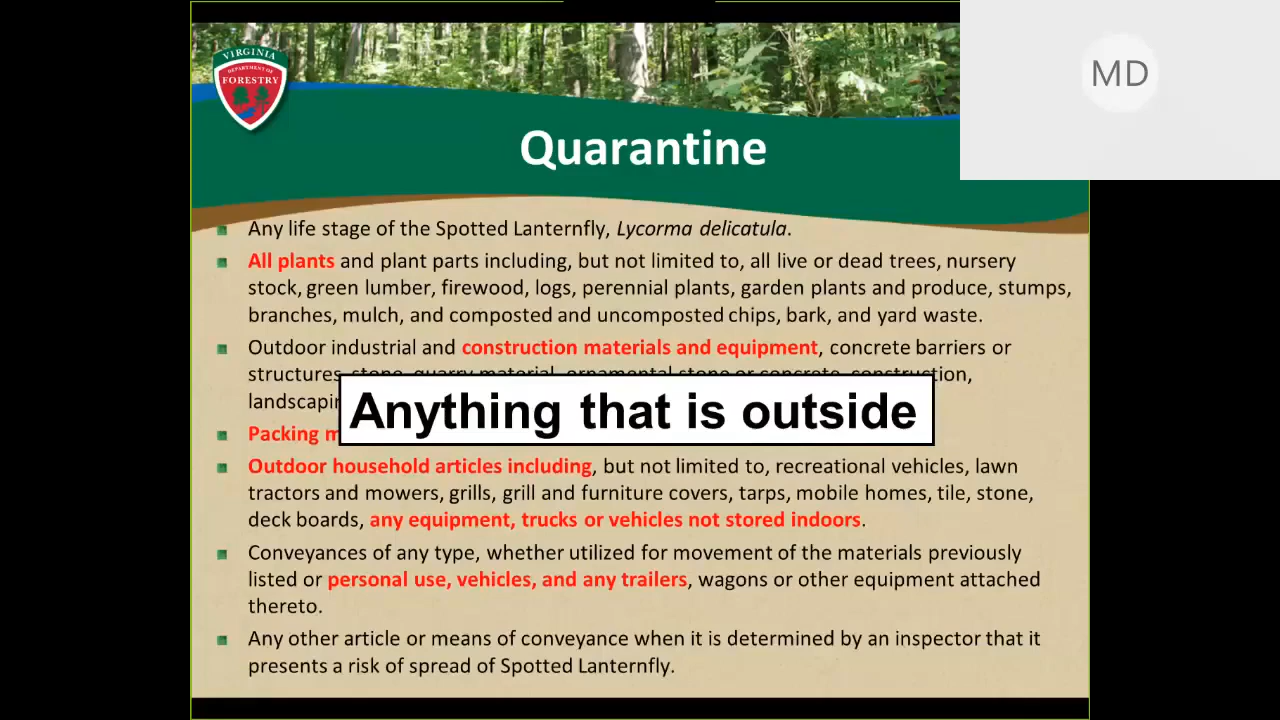 VIRGINIA
DEPARTMENT OF
FORESTRY
MD
Quarantine
Any life stage of the Spotted Lanternfly, Lycorma delicatula.
All plants and plant parts including, but not limited to, all live or dead trees, nursery
stock, green lumber, firewood, logs, perennial plants, garden plants and produce, stumps,
branches, mulch, and composted and uncomposted chips, bark, and yard waste.
Outdoor industrial and construction materials and equipment, concrete barriers or
structures, stone, quarry material, ornamental stone or concrete, construction,
Anything that is outside
Packing
Outdoor household articles including, but not limited to, recreational vehicles, lawn
tractors and mowers, grills, grill and furniture covers, tarps, mobile homes, tile, stone,
deck boards, any equipment, trucks or vehicles not stored indoors.
Conveyances of any type, whether utilized for movement of the materials previously
listed or personal use, vehicles, and any trailers, wagons or other equipment attached
thereto.
Any other article or means of conveyance when it is determined by an inspector that it
presents a risk of spread of Spotted Lanternfly.